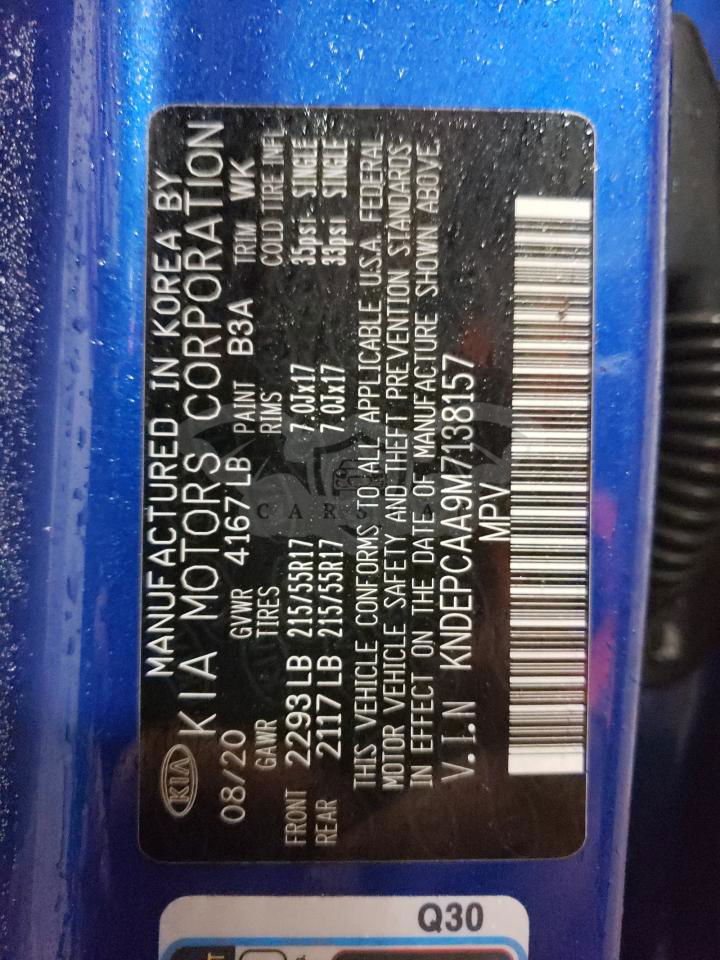 KIA
MANUFACTURED IN KOREA BY
KIA MOTORS CORPORATION
08/20 GVWR 4167 LB PAINT B3A TRIM WK
GAWR TIRES RIMS COLD TIRE INFL
FRONT 2293 LB 215/55R17 7.0Jx17 35psi SINGLE
REAR 2117 LB 215/55R17 7.0Jx17 33psi SINGLE
THIS VEHICLE CONFORMS TO ALL APPLICABLE U.S.A. FEDERAL
MOTOR VEHICLE SAFETY AND THEFT PREVENTION STANDARDS
IN EFFECT ON THE DATE OF MANUFACTURE SHOWN ABOVE.
V.I.N KNDEPCAA9M7138157
MPV
Q30